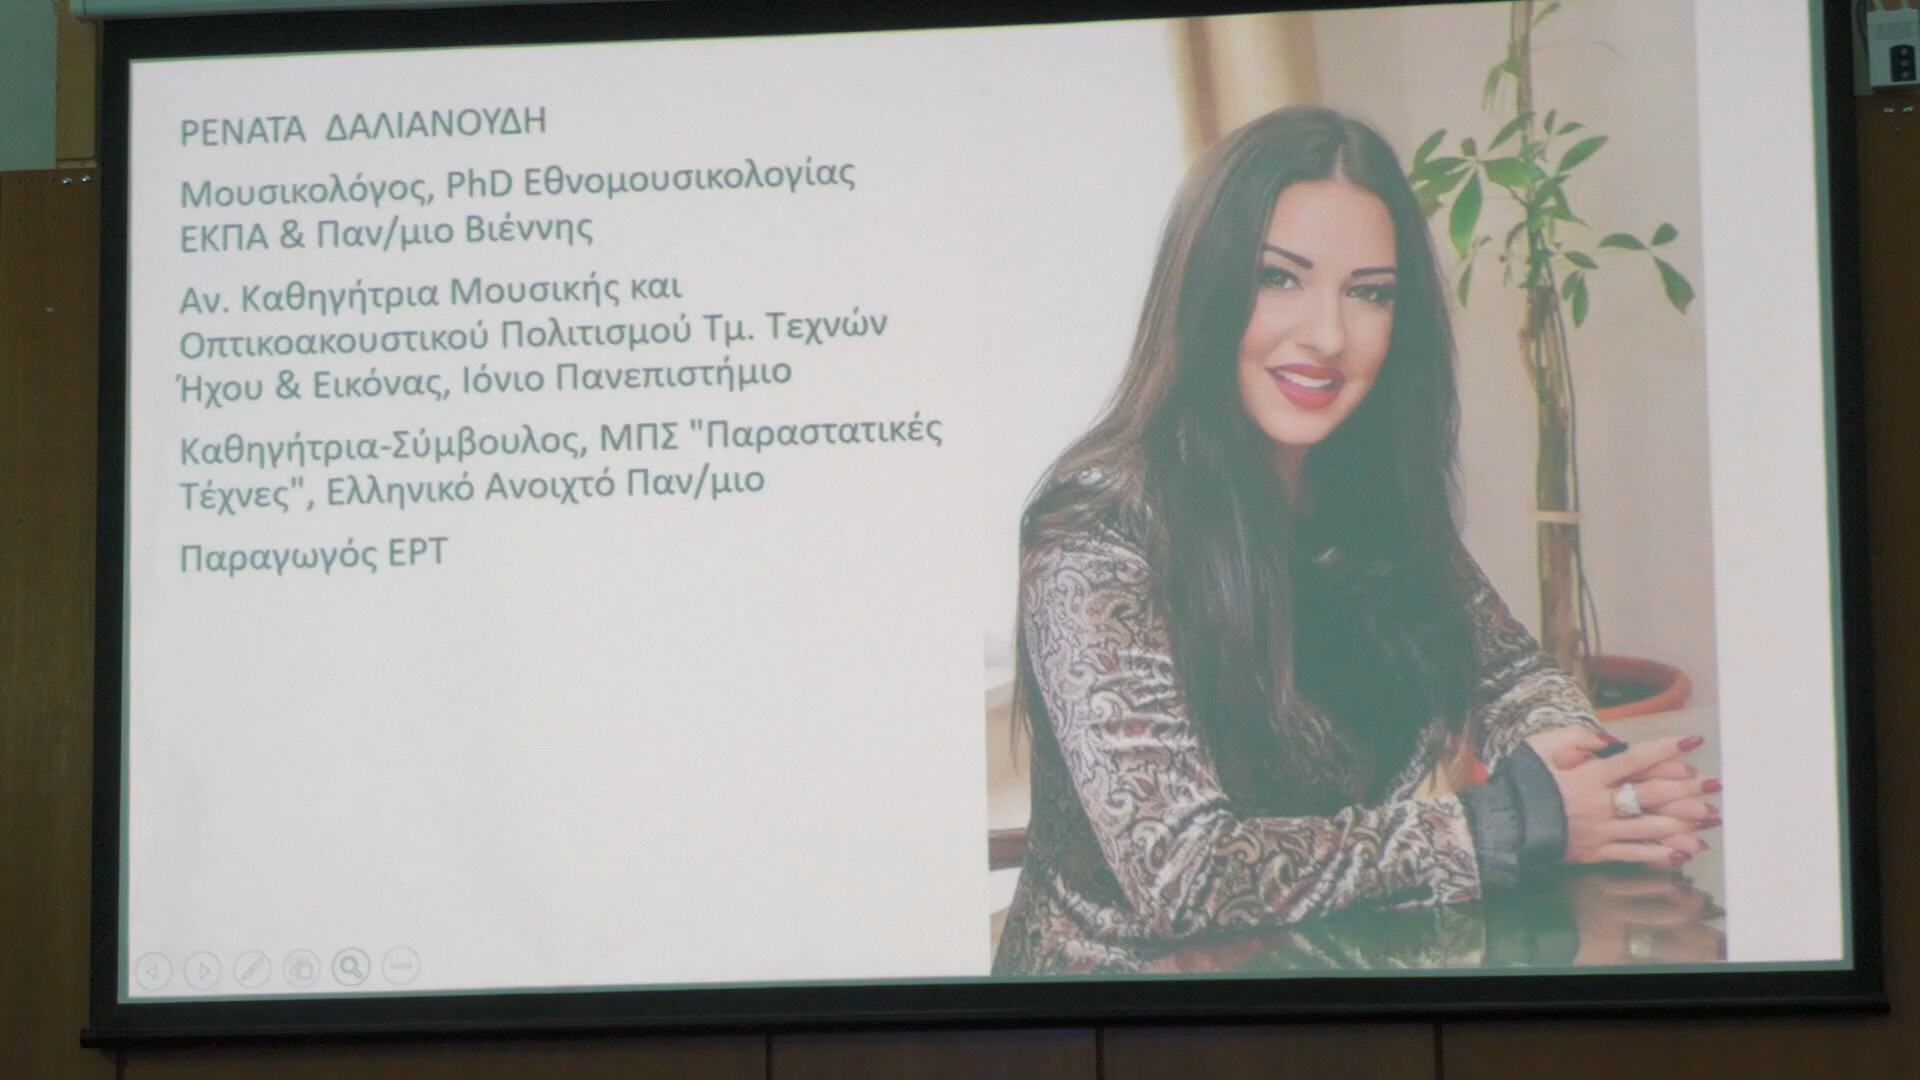 ΡΕΝΑΤΑ ΔΑΛΙΑΝΟΥΔΗ
Μουσικολόγος, PhD Εθνομουσικολογίας
ΕΚΠΑ & Παν/μιο Βιέννης
Αν. Καθηγήτρια Μουσικής και
Οπτικοακουστικού Πολιτισμού Τμ. Τεχνών
Ήχου & Εικόνας, Ιόνιο Πανεπιστήμιο
Καθηγήτρια-Σύμβουλος, ΜΠΣ "Παραστατικές
Τέχνες", Ελληνικό Ανοιχτό Παν/μιο
Παραγωγός ΕΡΤ